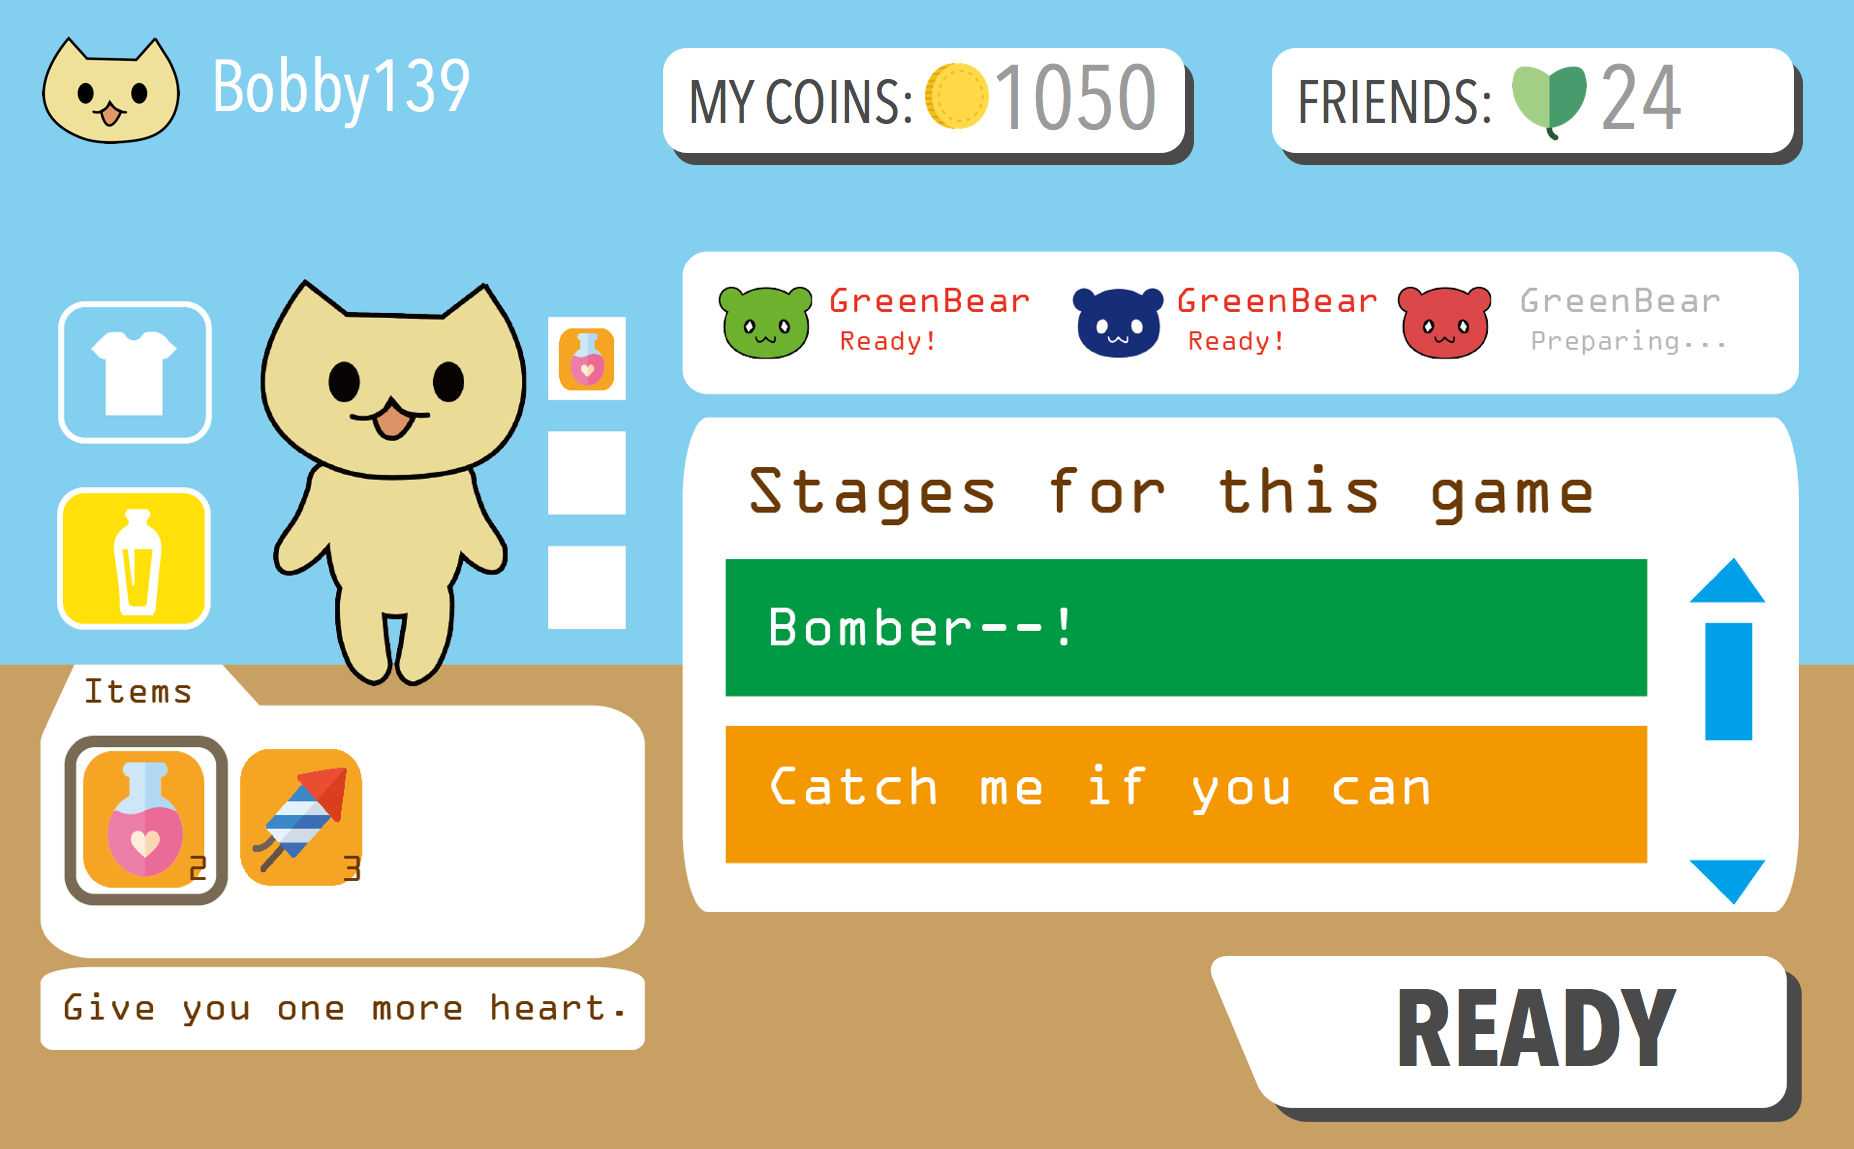 Bobby139
MY COINS: 1050
FRIENDS: 24
GreenBear
Ready!
GreenBear
Ready!
GreenBear
Preparing...
Stages for this game
Bomber--!
Catch me if you can
Items
2
3
Give you one more heart.
READY